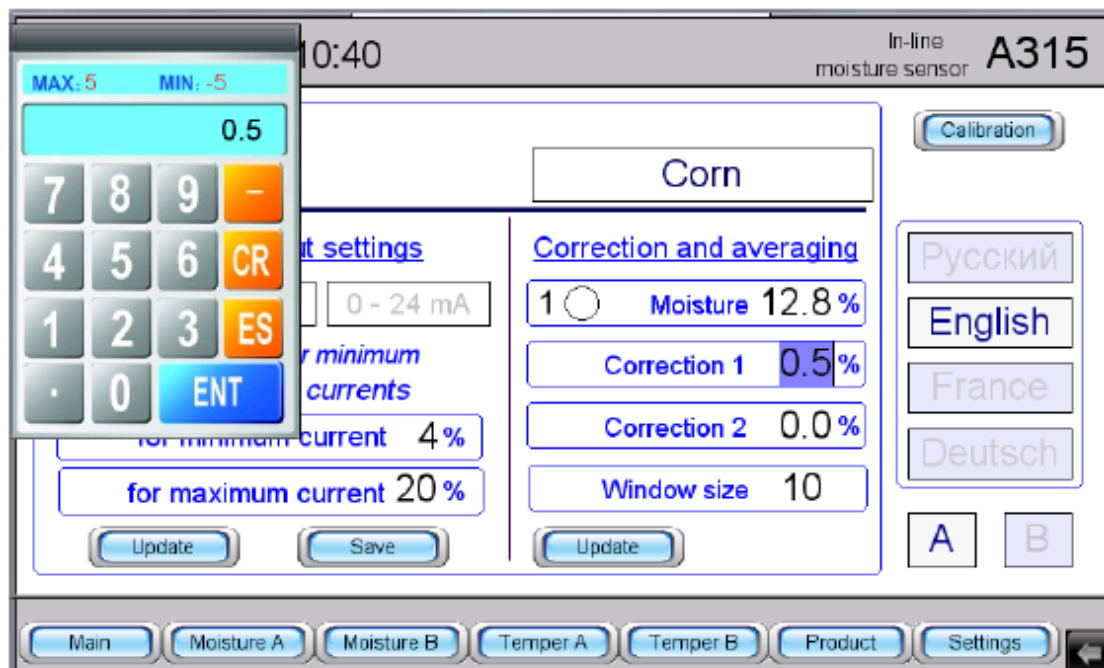 10:40
In-line
moisture sensor A315
MAX: 5 MIN: -5
0.5
7 8 9 –
4 5 6 CR
1 2 3 ES
. 0 ENT
Corn
settings
0 - 24 mA
minimum
currents
for minimum current 4 %
for maximum current 20 %
Update Save
Correction and averaging
1 Moisture 12.8 %
Correction 1 0.5 %
Correction 2 0.0 %
Window size 10
Update
Calibration
Русский
English
France
Deutsch
A B
Main Moisture A Moisture B Temper A Temper B Product Settings